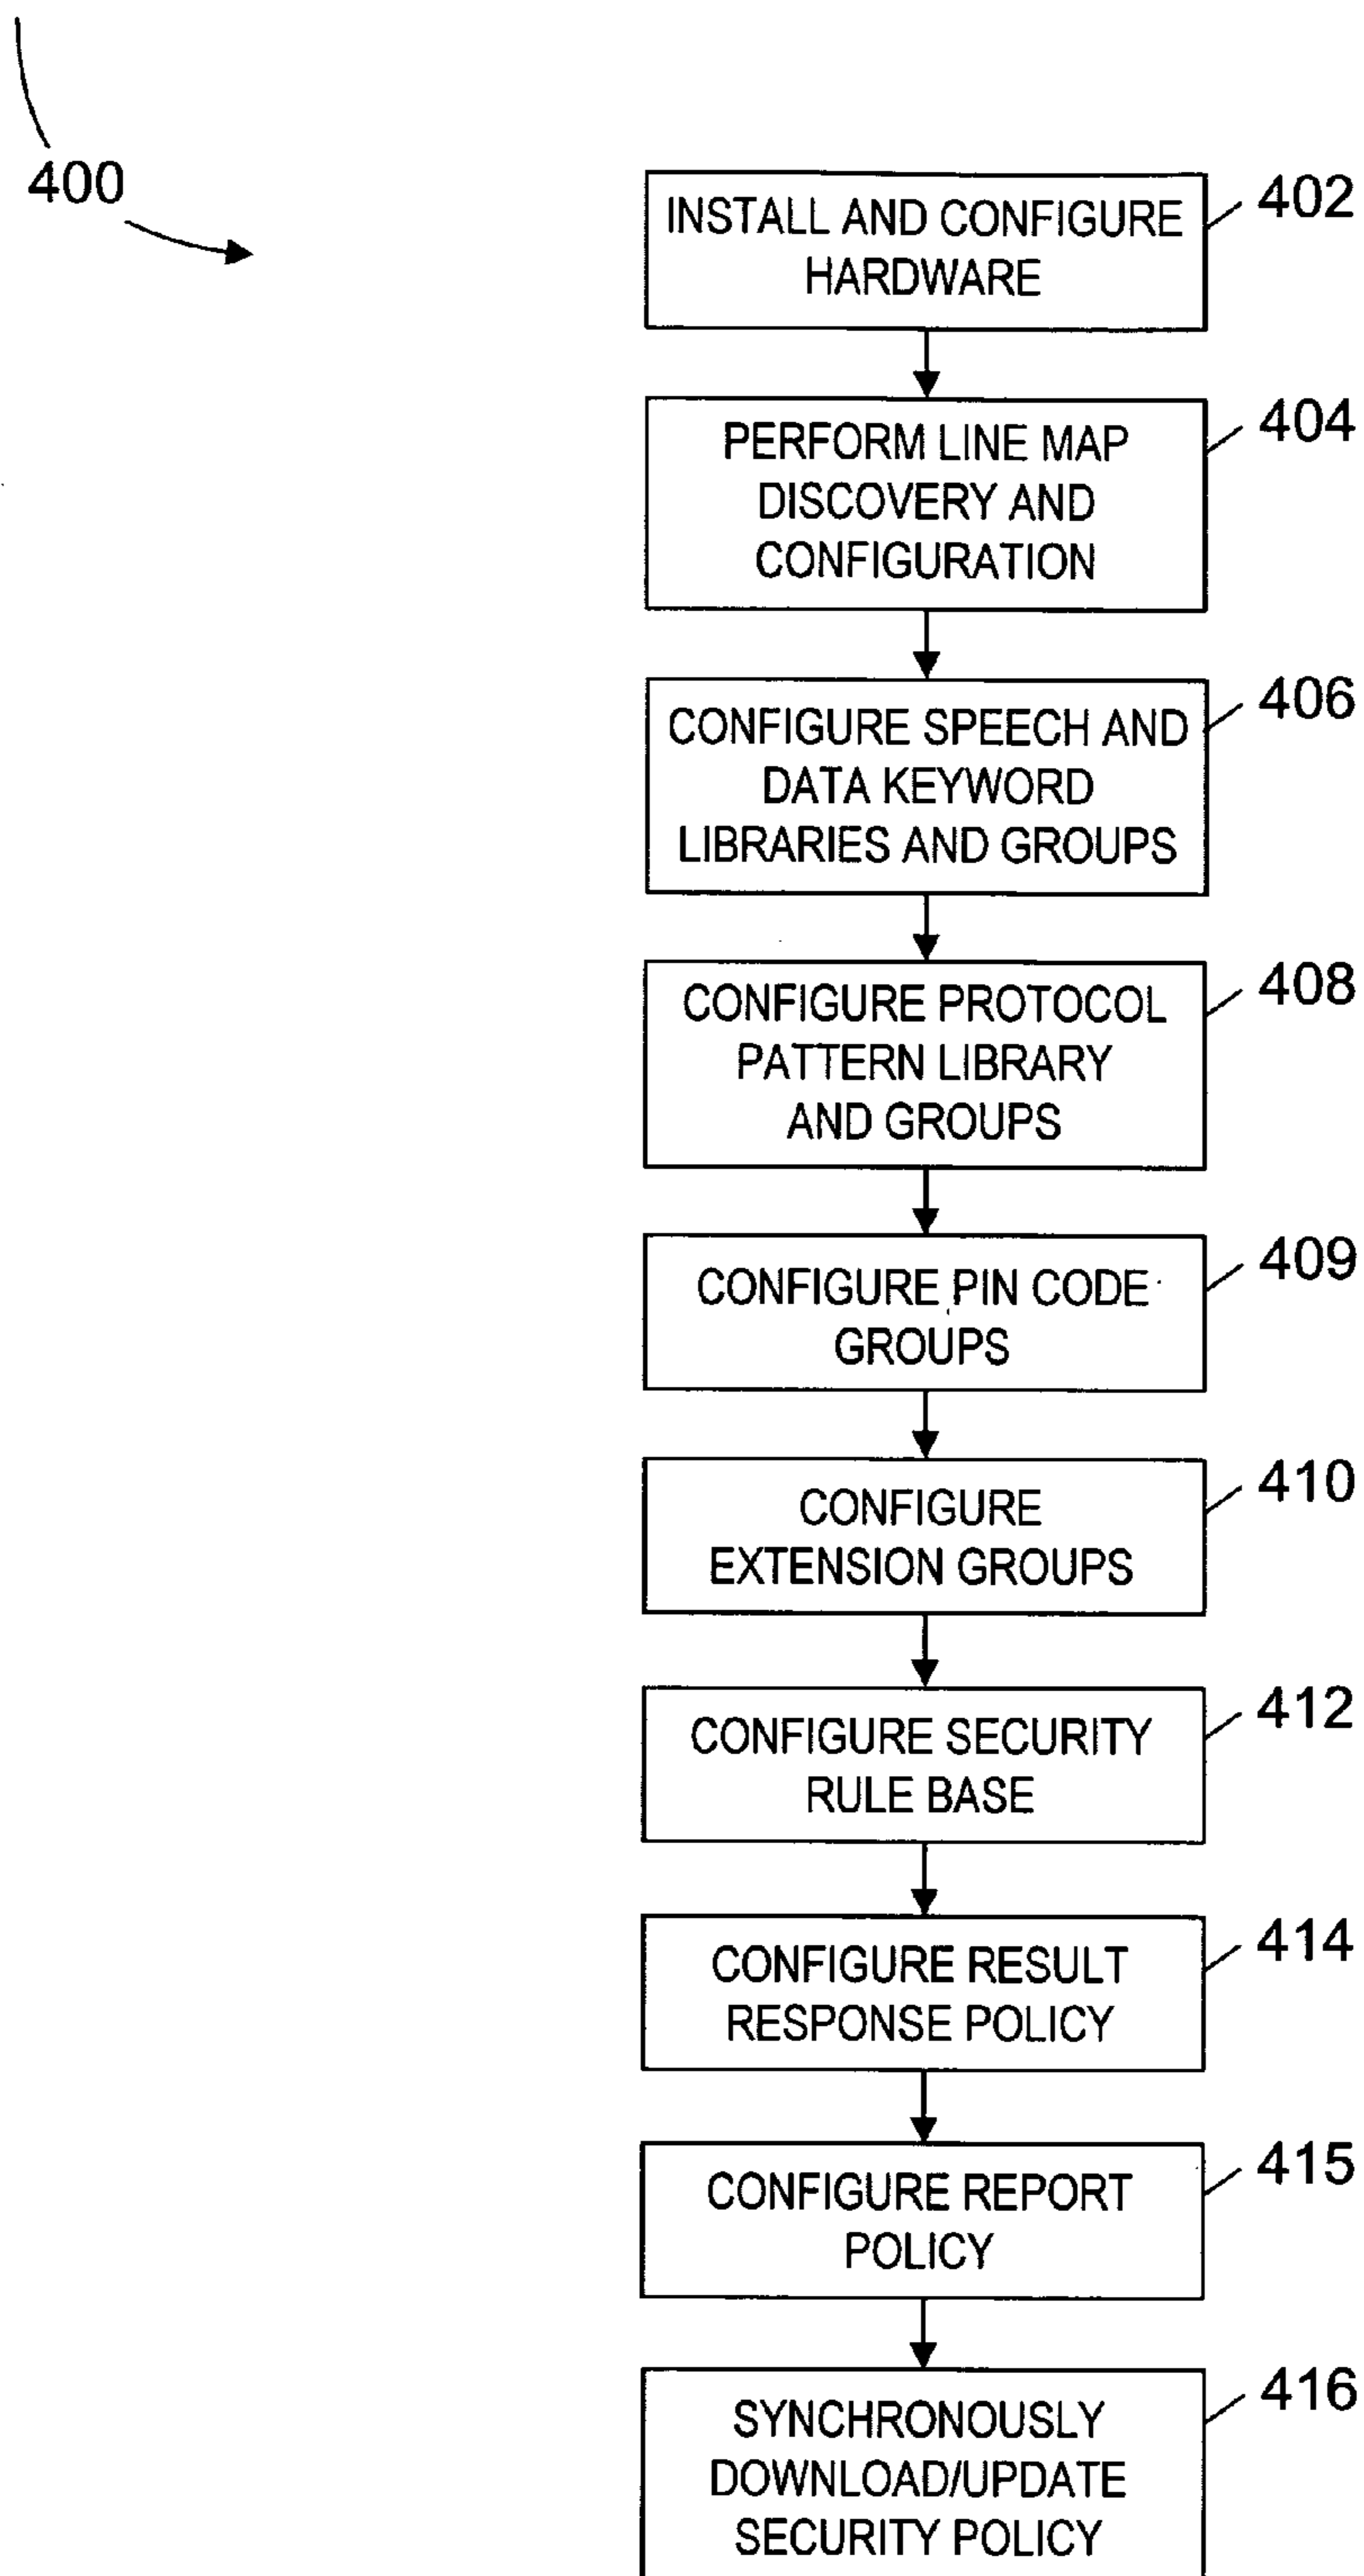 400
INSTALL AND CONFIGURE
HARDWARE
402
PERFORM LINE MAP
DISCOVERY AND
CONFIGURATION
404
CONFIGURE SPEECH AND
DATA KEYWORD
LIBRARIES AND GROUPS
406
CONFIGURE PROTOCOL
PATTERN LIBRARY
AND GROUPS
408
CONFIGURE PIN CODE
GROUPS
409
CONFIGURE
EXTENSION GROUPS
410
CONFIGURE SECURITY
RULE BASE
412
CONFIGURE RESULT
RESPONSE POLICY
414
CONFIGURE REPORT
POLICY
415
SYNCHRONOUSLY
DOWNLOAD/UPDATE
SECURITY POLICY
416